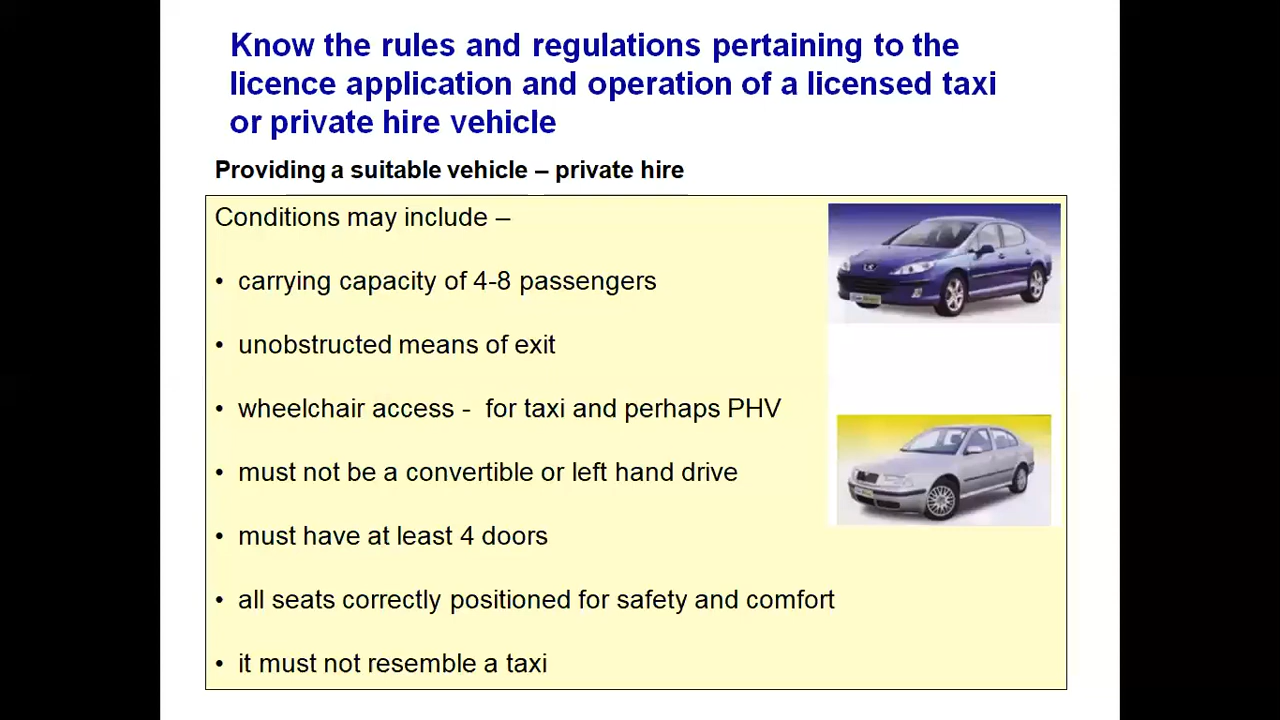 Know the rules and regulations pertaining to the
licence application and operation of a licensed taxi
or private hire vehicle
Providing a suitable vehicle – private hire
Conditions may include –
• carrying capacity of 4-8 passengers
• unobstructed means of exit
• wheelchair access - for taxi and perhaps PHV
• must not be a convertible or left hand drive
• must have at least 4 doors
• all seats correctly positioned for safety and comfort
• it must not resemble a taxi